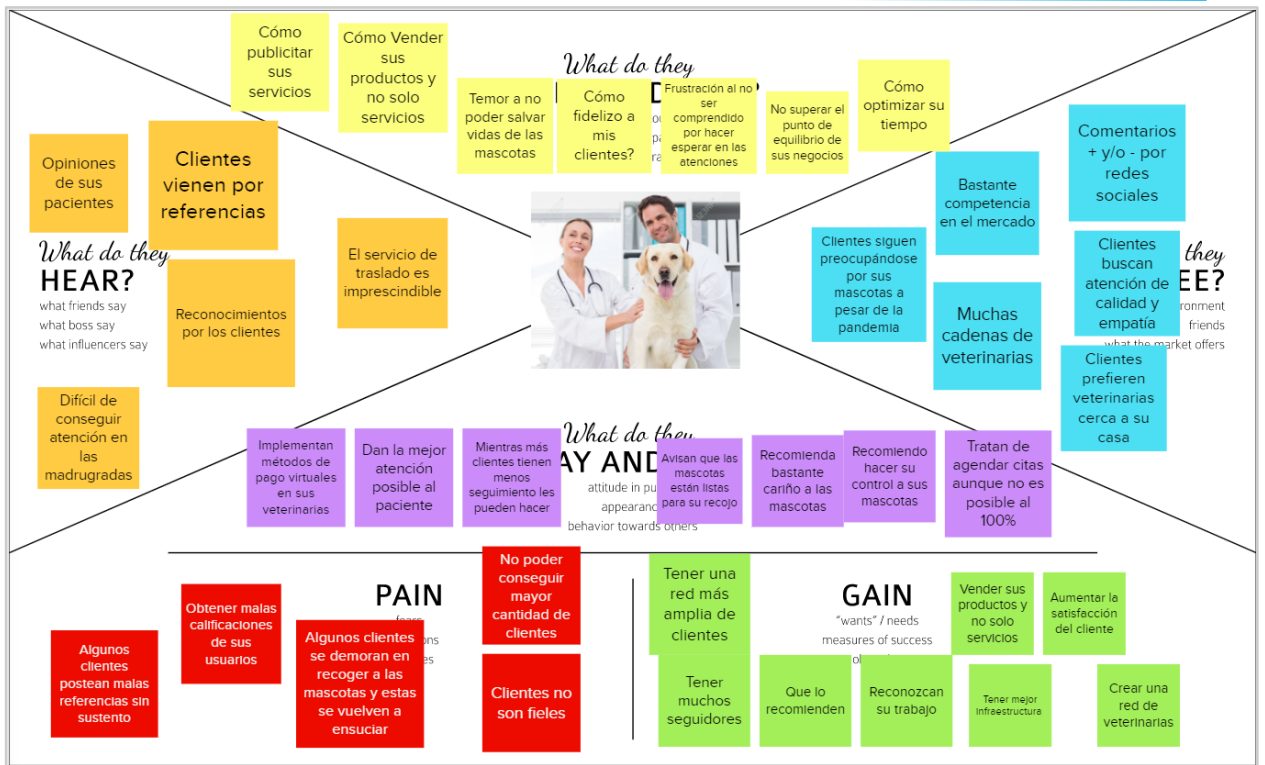 Cómo
publicitar
sus
servicios
Cómo Vender
sus
productos y
no solo
servicios
What do they
Temor a no
poder salvar
vidas de las
mascotas
Cómo
fidelizo a
mis
clientes?
Frustración al no
ser
comprendido
por hacer
esperar en las
atenciones
No superar el
punto de
equilibrio de
sus negocios
Cómo
optimizar su
tiempo
Opiniones
de sus
pacientes
Clientes
vienen por
referencias
What do they
HEAR?
what friends say
what boss say
what influencers say
El servicio de
traslado es
imprescindible
Reconocimientos
por los clientes
Difícil de
conseguir
atención en
las
madrugradas
Comentarios
+ y/o - por
redes
sociales
Bastante
competencia
en el mercado
Clientes siguen
preocupándose
por sus
mascotas a
pesar de la
pandemia
Clientes
buscan
atención de
calidad y
empatía
they
EE?
ronment
friends
what the market offers
Muchas
cadenas de
veterinarias
Clientes
prefieren
veterinarias
cerca a su
casa
What do they
AY AND
attitude in pu
appearanc
behavior towards others
Implementan
métodos de
pago virtuales
en sus
veterinarias
Dan la mejor
atención
posible al
paciente
Mientras más
clientes tienen
menos
seguimiento les
pueden hacer
Avisan que las
mascotas
están listas
para su recojo
Recomienda
bastante
cariño a las
mascotas
Recomiendo
hacer su
control a sus
mascotas
Tratan de
agendar citas
aunque no es
posible al
100%
PAIN
Algunos
clientes
postean malas
referencias sin
sustento
Obtener malas
calificaciones
de sus
usuarios
Algunos clientes
se demoran en
recoger a las
mascotas y estas
se vuelven a
ensuciar
No poder
conseguir
mayor
cantidad de
clientes
Clientes no
son fieles
GAIN
"wants" / needs
measures of success
Tener una
red más
amplia de
clientes
Vender sus
productos y
no solo
servicios
Aumentar la
satisfacción
del cliente
Tener
muchos
seguidores
Que lo
recomienden
Reconozcan
su trabajo
Tener mejor
infraestructura
Crear una
red de
veterinarias